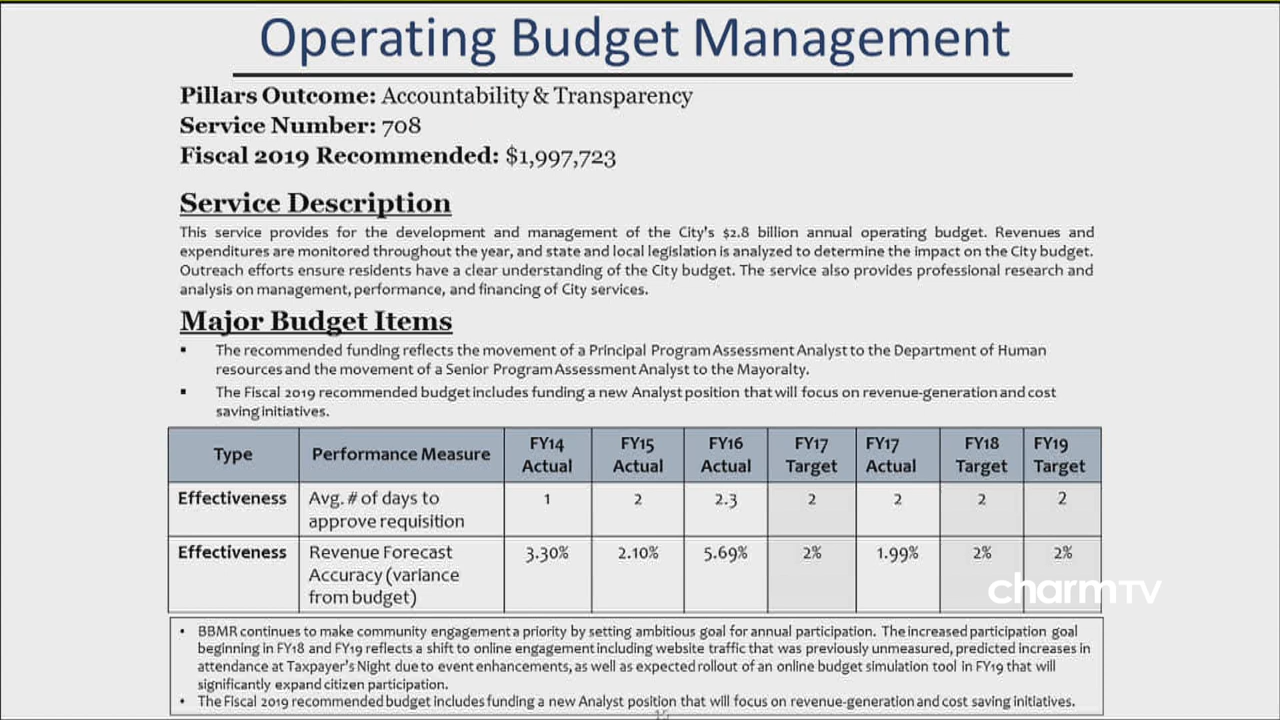 Operating Budget Management
Pillars Outcome: Accountability & Transparency
Service Number: 708
Fiscal 2019 Recommended: $1,997,723
Service Description
This service provides for the development and management of the City's $2.8 billion annual operating budget. Revenues and
expenditures are monitored throughout the year, and state and local legislation is analyzed to determine the impact on the City budget.
Outreach efforts ensure residents have a clear understanding of the City budget. The service also provides professional research and
analysis on management, performance, and financing of City services.
Major Budget Items
▪ The recommended funding reflects the movement of a Principal Program Assessment Analyst to the Department of Human
resources and the movement of a Senior Program Assessment Analyst to the Mayoralty.
▪ The Fiscal 2019 recommended budget includes funding a new Analyst position that will focus on revenue-generation and cost
saving initiatives.
Type Performance Measure FY14 Actual FY15 Actual FY16 Actual FY17 Target FY17 Actual FY18 Target FY19 Target
Effectiveness Avg. # of days to approve requisition 1 2 2.3 2 2 2 2
Effectiveness Revenue Forecast Accuracy (variance from budget) 3.30% 2.10% 5.69% 2% 1.99% 2% 2%
charmTV
• BBMR continues to make community engagement a priority by setting ambitious goal for annual participation. The increased participation goal
beginning in FY18 and FY19 reflects a shift to online engagement including website traffic that was previously unmeasured, predicted increases in
attendance at Taxpayer's Night due to event enhancements, as well as expected rollout of an online budget simulation tool in FY19 that will
significantly expand citizen participation.
• The Fiscal 2019 recommended budget includes funding a new Analyst position that will focus on revenue-generation and cost saving initiatives.
15